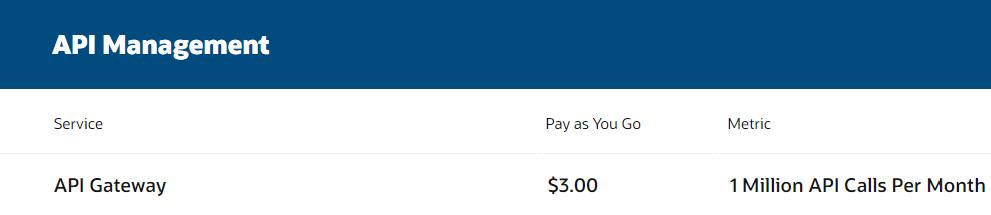 API Management
Service Pay as You Go Metric
API Gateway $3.00 1 Million API Calls Per Month